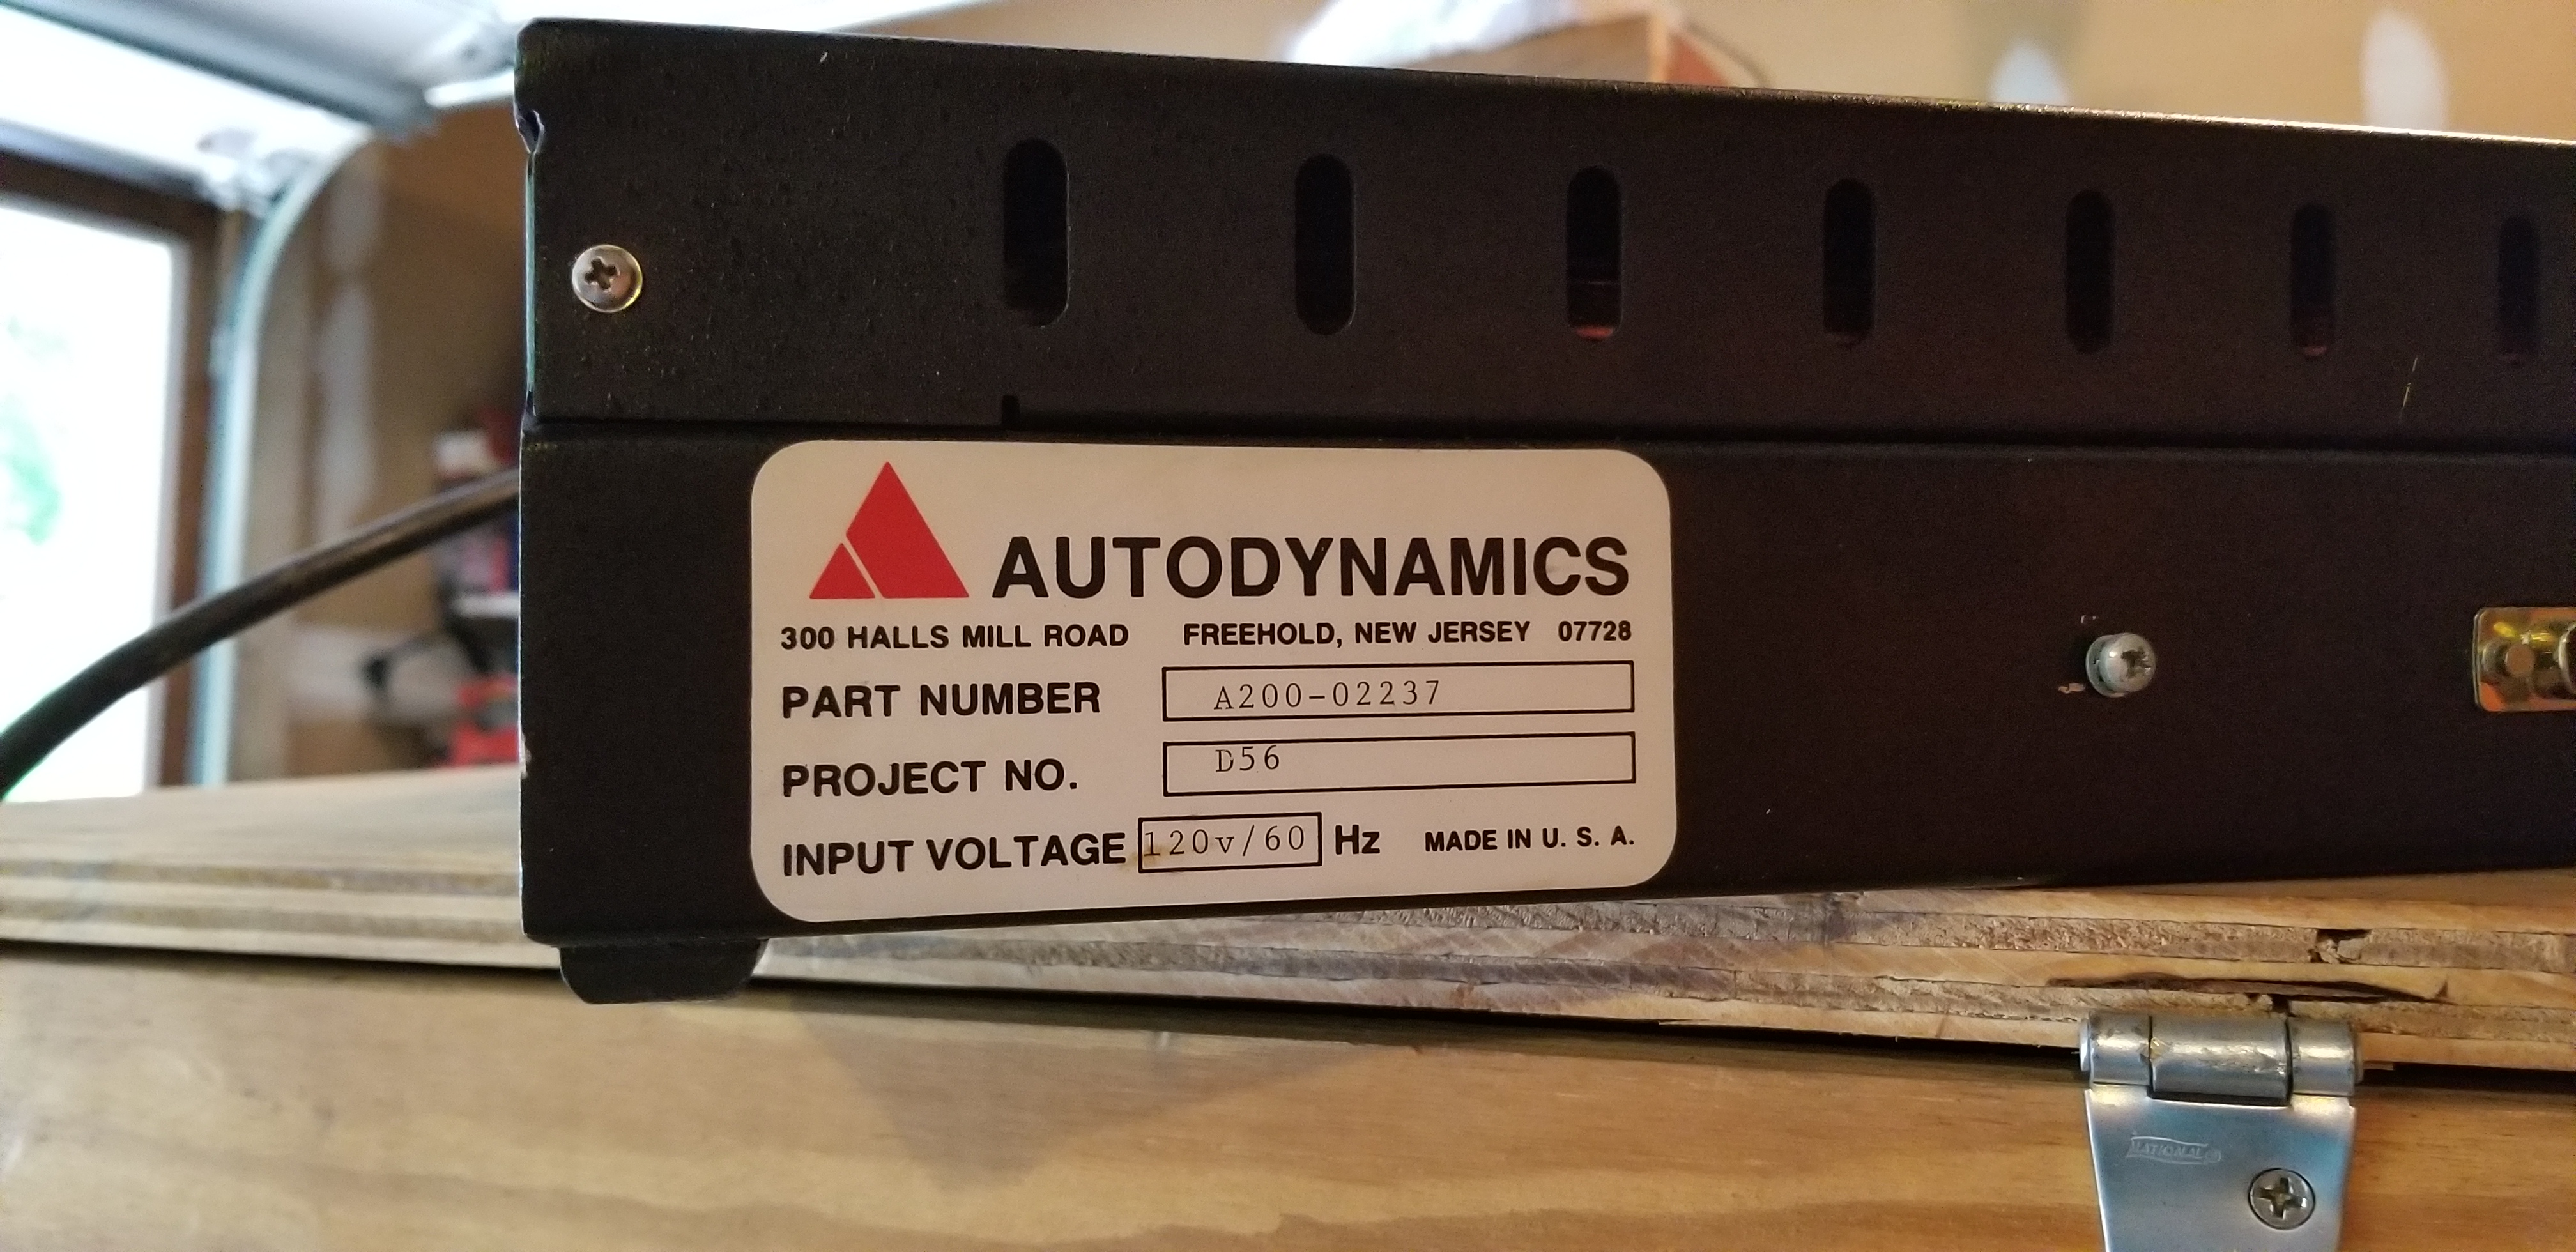 AUTODYNAMICS
300 HALLS MILL ROAD FREEHOLD, NEW JERSEY 07728
PART NUMBER A200-02237
PROJECT NO. D56
INPUT VOLTAGE 120v/60 Hz MADE IN U. S. A.
NATIONAL